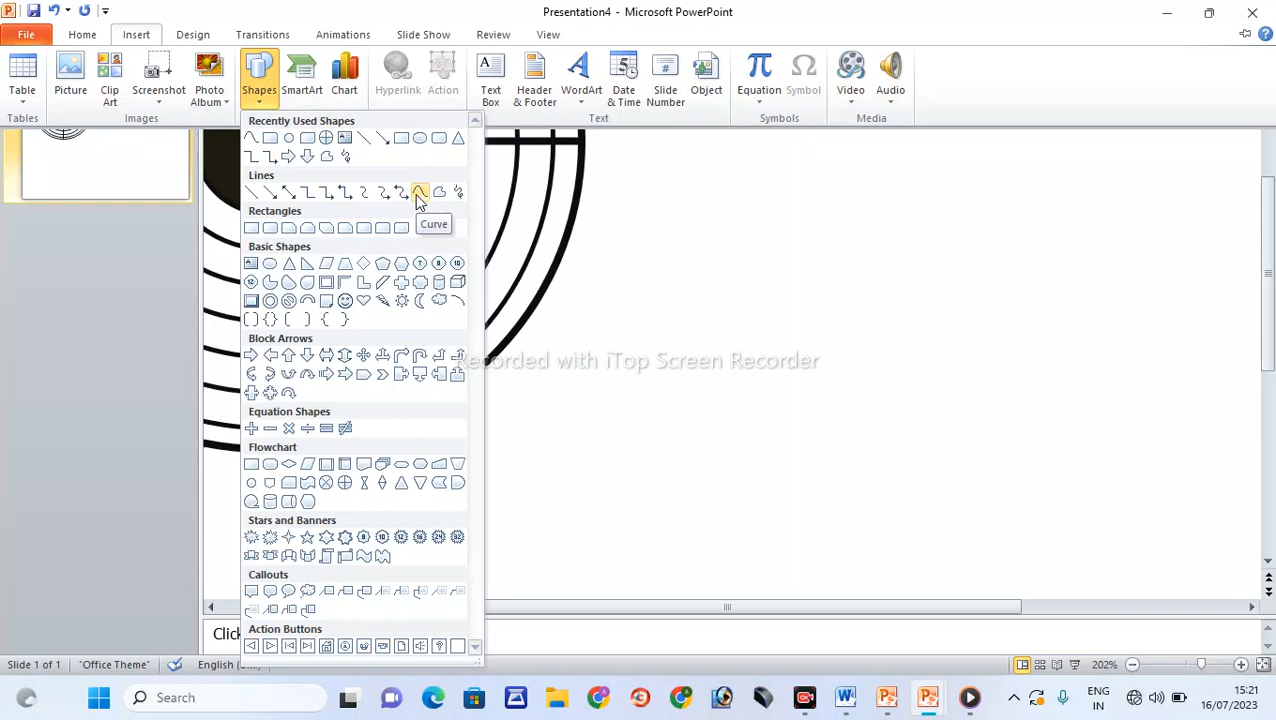 Presentation4 - Microsoft PowerPoint
File Home Insert Design Transitions Animations Slide Show Review View
Table Picture Clip Art Screenshot Photo Album Shapes SmartArt Chart Hyperlink Action Text Box Header & Footer WordArt Date & Time Slide Number Object Equation Symbol Video Audio
Tables Images Text Symbols Media
Recently Used Shapes
Lines
Rectangles
Curve
Basic Shapes
Block Arrows
Recorded with iTop Screen Recorder
Equation Shapes
Flowchart
Stars and Banners
Callouts
Action Buttons
Click
Slide 1 of 1 "Office Theme" English 202%
Search
ENG
IN
15:21
16/07/2023